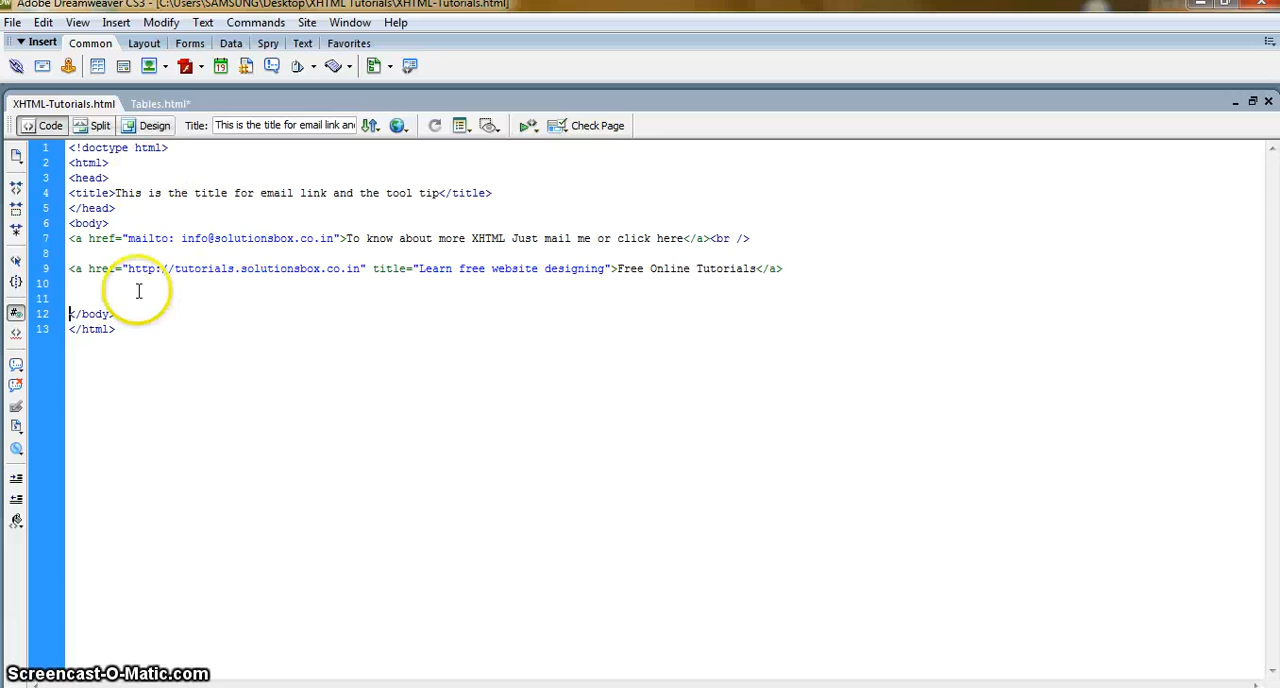 Adobe Dreamweaver CS3 - [C:\Users\SAMSUNG\Desktop\XHTML Tutorials\XHTML-Tutorials.html]
File Edit View Insert Modify Text Commands Site Window Help
Insert Common Layout Forms Data Spry Text Favorites
19
XHTML-Tutorials.html Tables.html*
Code Split Design Title: This is the title for email link and Check Page
1 <!doctype html>
2 <html>
3 <head>
4 <title>This is the title for email link and the tool tip</title>
5 </head>
6 <body>
7 <a href="mailto: info@solutionsbox.co.in">To know about more XHTML Just mail me or click here</a><br />
8
9 <a href="http://tutorials.solutionsbox.co.in" title="Learn free website designing">Free Online Tutorials</a>
10
11
12 </body>
13 </html>
Screencast-O-Matic.com